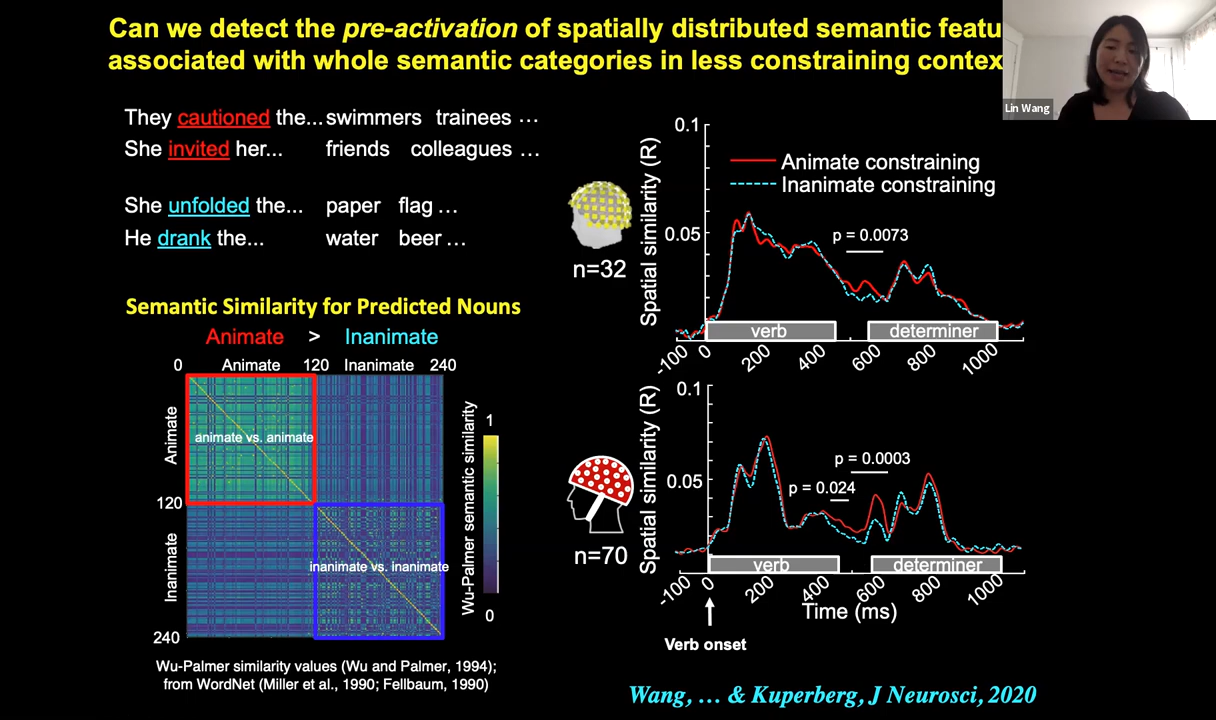 Can we detect the pre-activation of spatially distributed semantic featu
associated with whole semantic categories in less constraining contex
Lin Wang
They cautioned the... swimmers trainees ...
She invited her... friends colleagues ...
She unfolded the... paper flag ...
He drank the... water beer ...
Semantic Similarity for Predicted Nouns
Animate > Inanimate
0 Animate 120 Inanimate 240
Animate
animate vs. animate
120
Inanimate
inanimate vs. inanimate
240
Wu-Palmer semantic similarity
1
0
Wu-Palmer similarity values (Wu and Palmer, 1994);
from WordNet (Miller et al., 1990; Fellbaum, 1990)
n=32
Spatial similarity (R)
0.1
0.05
Animate constraining
Inanimate constraining
p = 0.0073
verb determiner
-100 0 200 400 600 800 1000
n=70
Spatial similarity (R)
0.1
0.05
p = 0.0003
p = 0.024
verb determiner
-100 0 200 400 600 800 1000
Time (ms)
Verb onset
Wang, ... & Kuperberg, J Neurosci, 2020